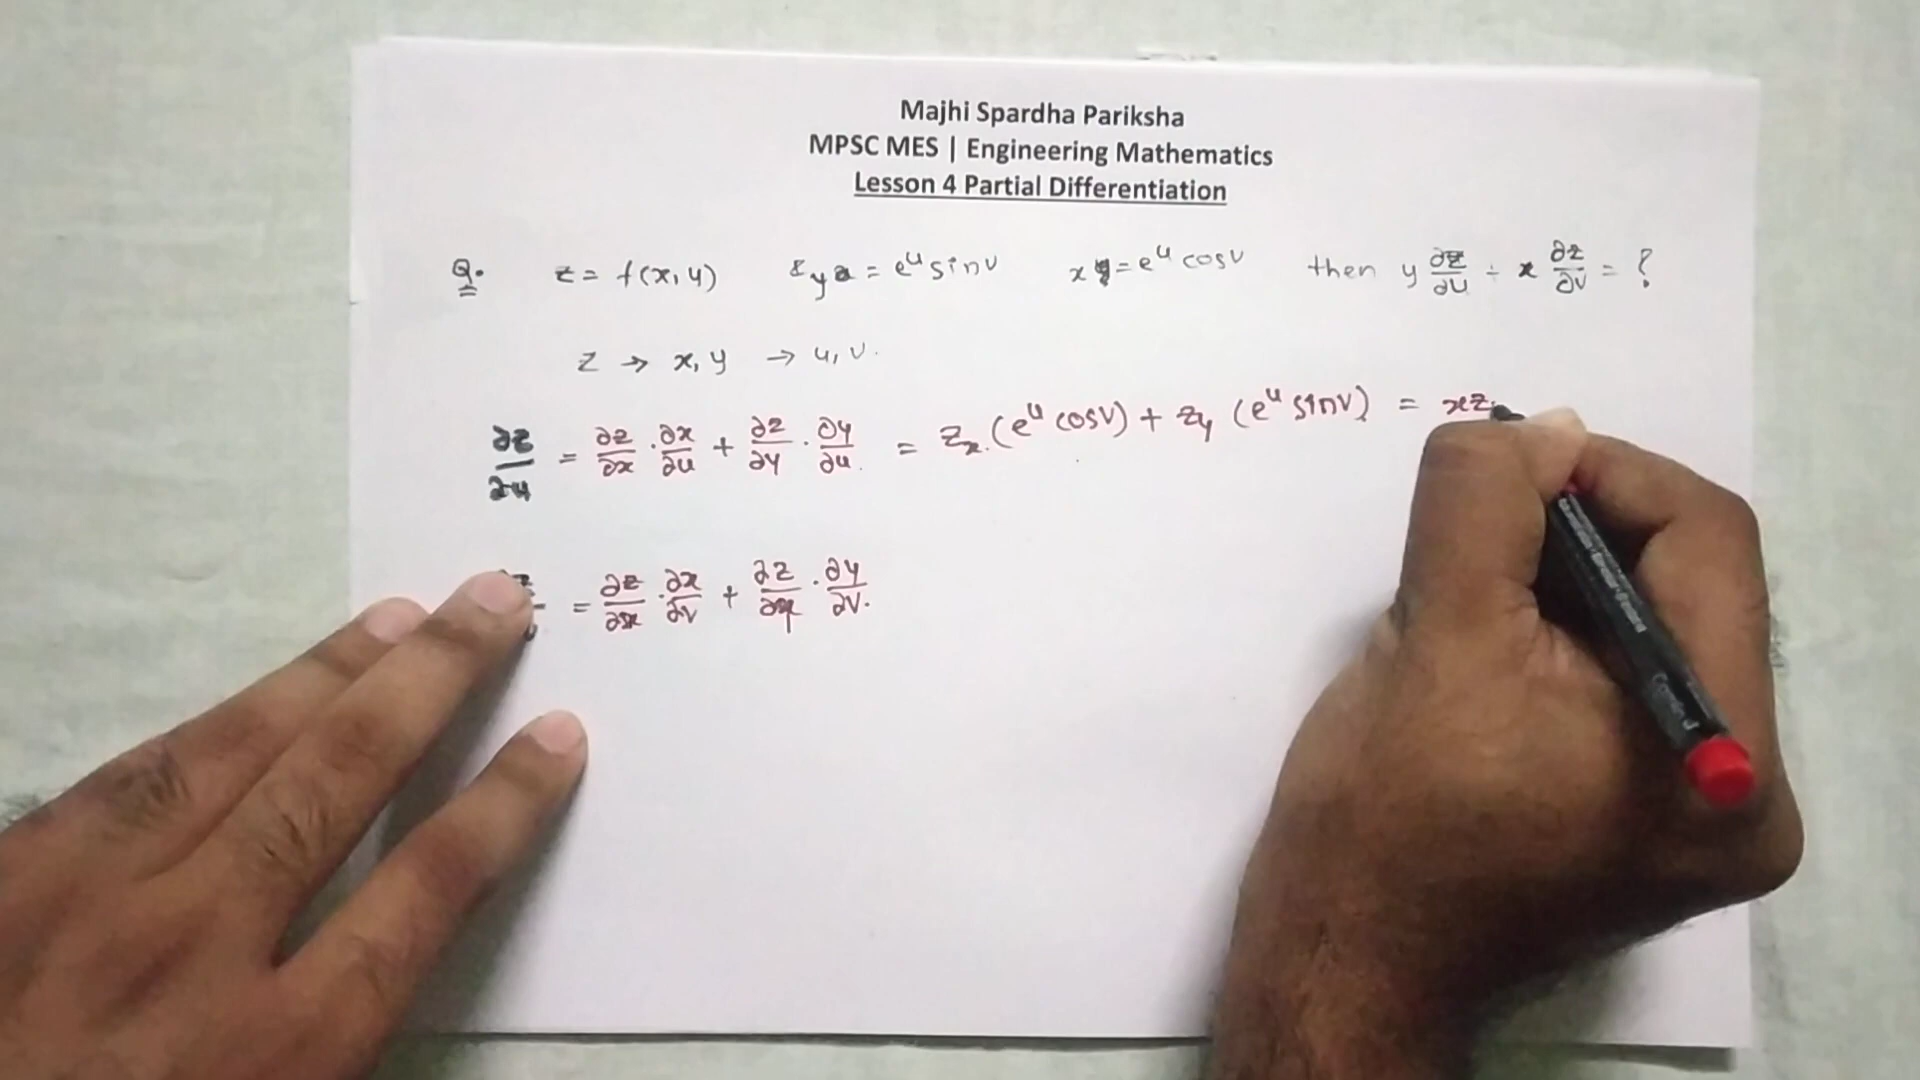 Majhi Spardha Pariksha
MPSC MES | Engineering Mathematics
Lesson 4 Partial Differentiation
Q. z = f(x, y) & y = e^u sin v x = e^u cos v then y ∂z/∂u + x ∂z/∂v = ?
z → x, y → u, v.
∂z/∂u = ∂z/∂x · ∂x/∂u + ∂z/∂y · ∂y/∂u = z_x · (e^u cos v) + z_y (e^u sin v) = xz
= ∂z/∂x · ∂x/∂v + ∂z/∂y · ∂y/∂v.